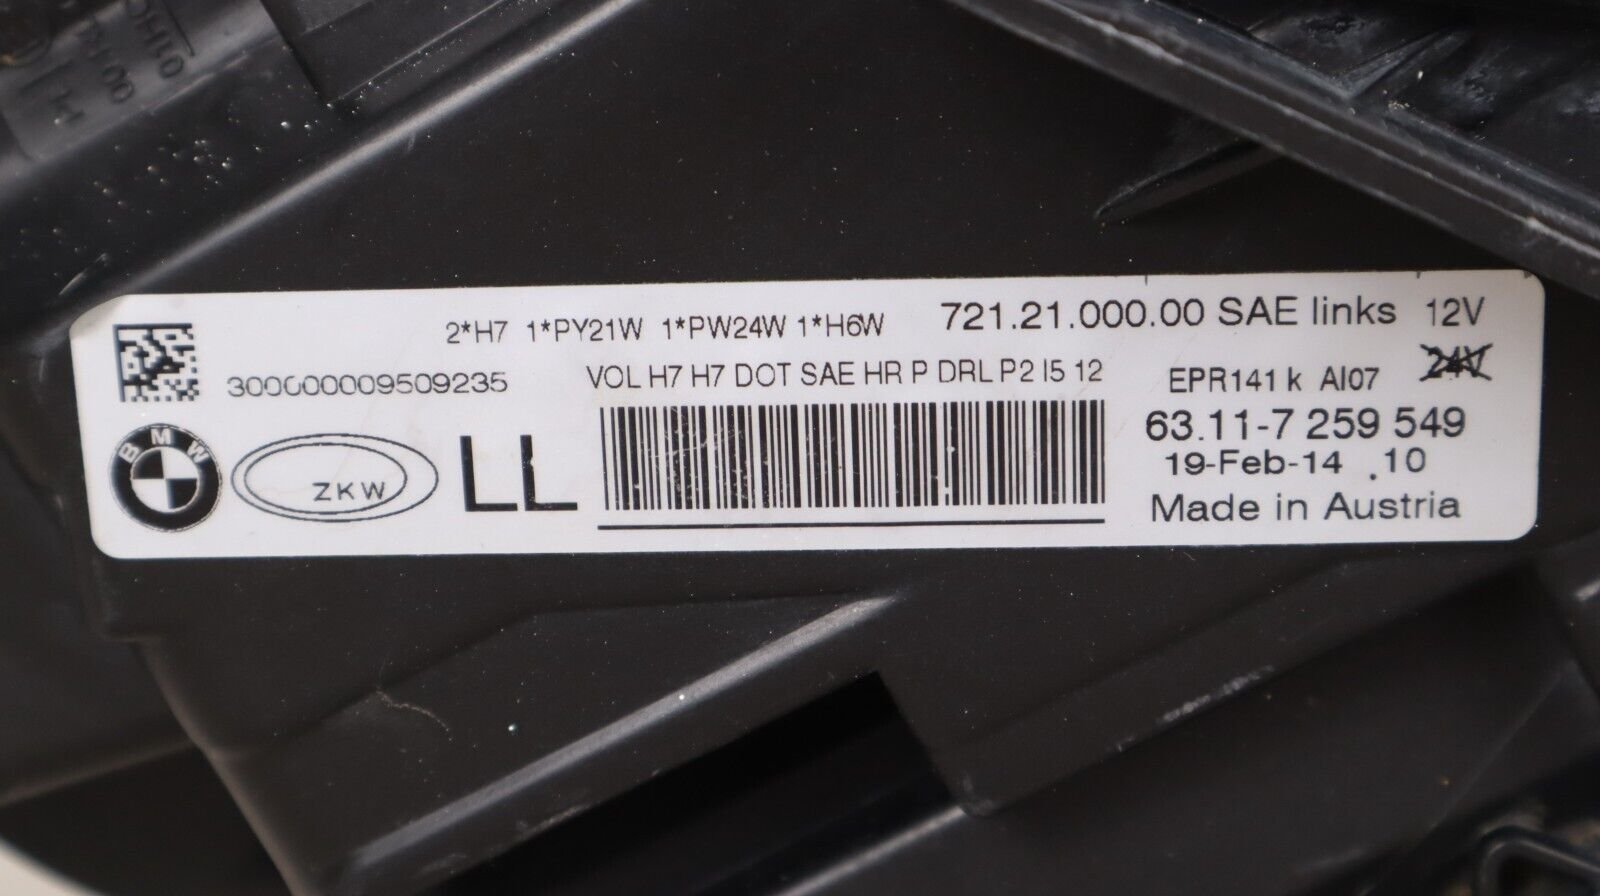 2*H7 1*PY21W 1*PW24W 1*H6W 721.21.000.00 SAE links 12V
300000009509235 VOL H7 H7 DOT SAE HR P DRL P2 I5 12 EPR141 k AI07 24V
63.11-7 259 549
BMW ZKW LL 19-Feb-14 .10
Made in Austria